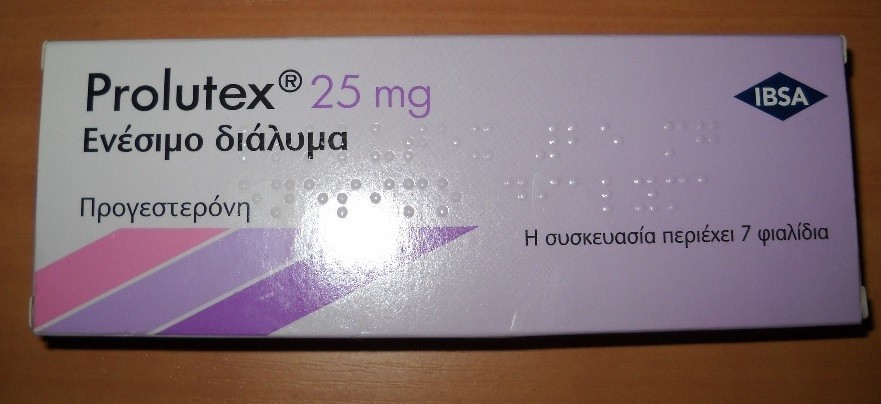 Prolutex® 25 mg
IBSA
Ενέσιμο διάλυμα
Προγεστερόνη
Η συσκευασία περιέχει 7 φιαλίδια